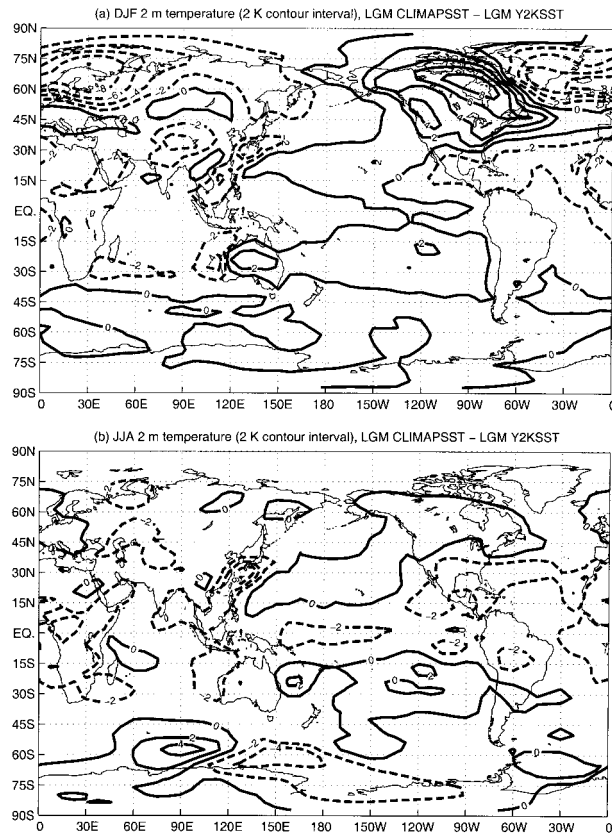 (a) DJF 2 m temperature (2 K contour interval), LGM CLIMAPSST – LGM Y2KSST
90N
75N
60N
45N
30N
15N
EQ.
15S
30S
45S
60S
75S
90S
0 30E 60E 90E 120E 150E 180 150W 120W 90W 60W 30W 0
(b) JJA 2 m temperature (2 K contour interval), LGM CLIMAPSST – LGM Y2KSST
90N
75N
60N
45N
30N
15N
EQ.
15S
30S
45S
60S
75S
90S
0 30E 60E 90E 120E 150E 180 150W 120W 90W 60W 30W 0